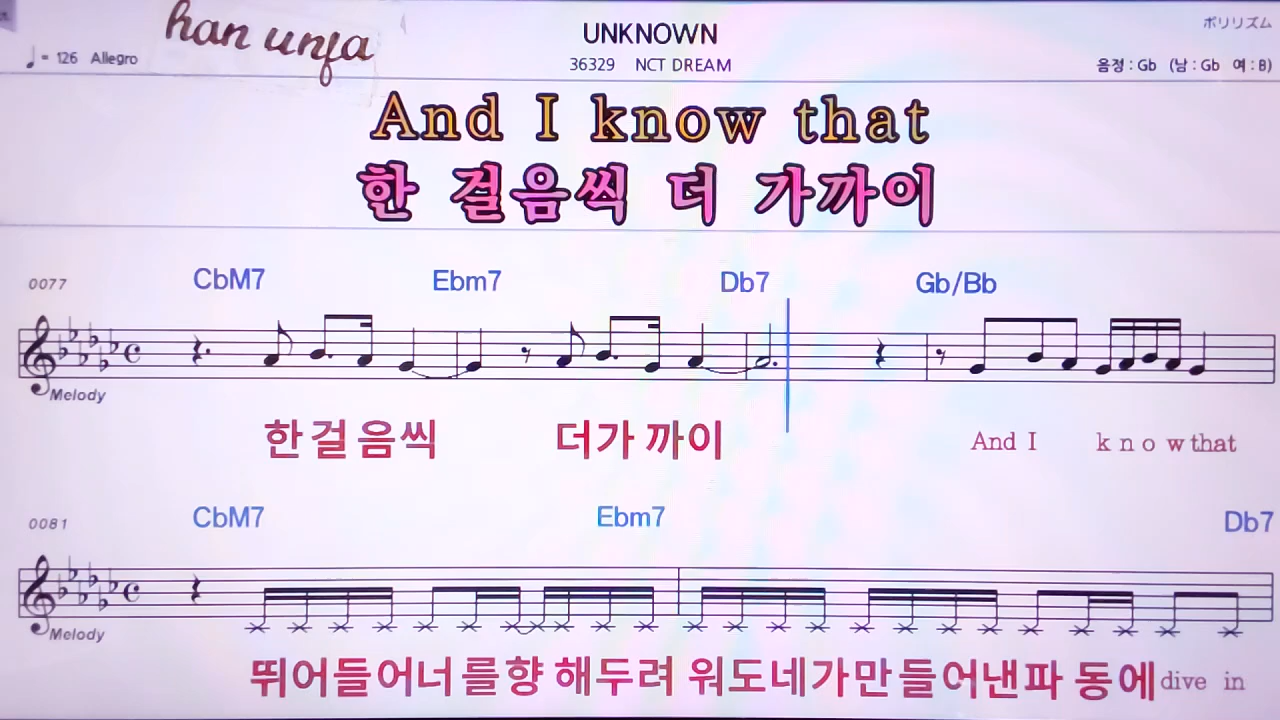 han unfa
UNKNOWN
ポリリズム
♩= 126 Allegro
36329 NCT DREAM
음정 : Gb (남 : Gb 여 : B)
And I know that
한 걸음씩 더 가까이
0077 CbM7 Ebm7 Db7 Gb/Bb
Melody
한걸음씩 더가 까이 And I k n o w that
0081 CbM7 Ebm7 Db7
Melody
뛰어들어너를향 해두려 워도네가만들어낸파 동에 dive in